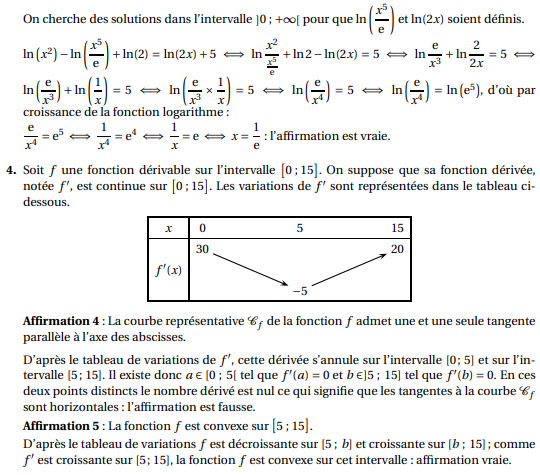 On cherche des solutions dans l'intervalle ]0 ; +∞[ pour que ln(x⁵/e) et ln(2x) soient définis.
ln(x²) − ln(x⁵/e) + ln(2) = ln(2x) + 5 ⟺ ln x²/(x⁵/e) + ln 2 − ln(2x) = 5 ⟺ ln e/x³ + ln 2/2x = 5 ⟺
ln(e/x³) + ln(1/x) = 5 ⟺ ln(e/x³ × 1/x) = 5 ⟺ ln(e/x⁴) = 5 ⟺ ln(e/x⁴) = ln(e⁵), d'où par
croissance de la fonction logarithme :
e/x⁴ = e⁵ ⟺ 1/x⁴ = e⁴ ⟺ 1/x = e ⟺ x = 1/e : l'affirmation est vraie.
4. Soit f une fonction dérivable sur l'intervalle [0 ; 15]. On suppose que sa fonction dérivée,
notée f′, est continue sur [0 ; 15]. Les variations de f′ sont représentées dans le tableau ci-
dessous.
x 0 5 15
30 20
f′(x)
−5
Affirmation 4 : La courbe représentative 𝒞f de la fonction f admet une et une seule tangente
parallèle à l'axe des abscisses.
D'après le tableau de variations de f′, cette dérivée s'annule sur l'intervalle [0; 5] et sur l'in-
tervalle [5; 15]. Il existe donc a ∈ [0 ; 5[ tel que f′(a) = 0 et b ∈]5 ; 15] tel que f′(b) = 0. En ces
deux points distincts le nombre dérivé est nul ce qui signifie que les tangentes à la courbe 𝒞f
sont horizontales : l'affirmation est fausse.
Affirmation 5 : La fonction f est convexe sur [5 ; 15].
D'après le tableau de variations f est décroissante sur [5 ; b] et croissante sur [b ; 15] ; comme
f′ est croissante sur [5; 15], la fonction f est convexe sur cet intervalle : affirmation vraie.